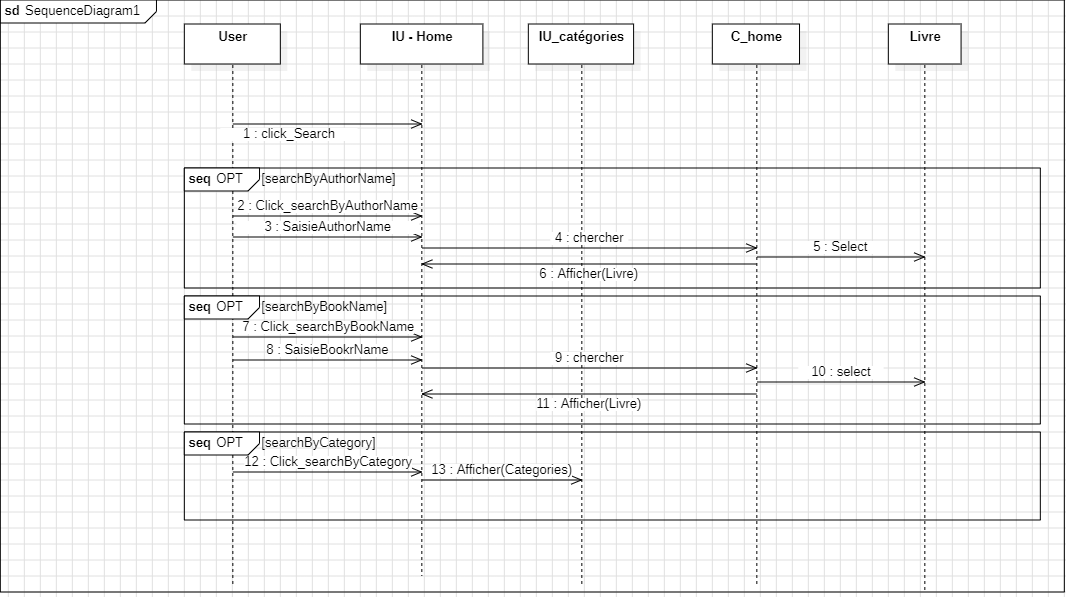 sd SequenceDiagram1
User
IU - Home
IU_catégories
C_home
Livre
1 : click_Search
seq OPT [searchByAuthorName]
2 : Click_searchByAuthorName
3 : SaisieAuthorName
4 : chercher
5 : Select
6 : Afficher(Livre)
seq OPT [searchByBookName]
7 : Click_searchByBookName
8 : SaisieBookrName
9 : chercher
10 : select
11 : Afficher(Livre)
seq OPT [searchByCategory]
12 : Click_searchByCategory
13 : Afficher(Categories)